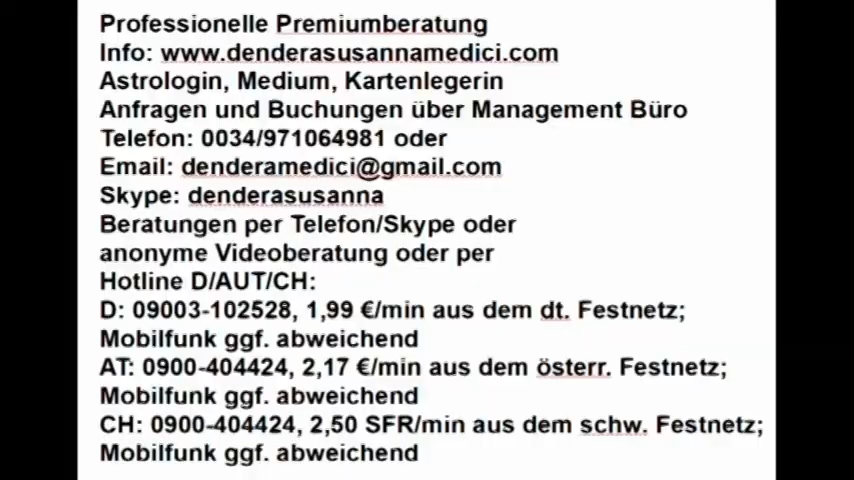 Professionelle Premiumberatung
Info: www.denderasusannamedici.com
Astrologin, Medium, Kartenlegerin
Anfragen und Buchungen über Management Büro
Telefon: 0034/971064981 oder
Email: denderamedici@gmail.com
Skype: denderasusanna
Beratungen per Telefon/Skype oder
anonyme Videoberatung oder per
Hotline D/AUT/CH:
D: 09003-102528, 1,99 €/min aus dem dt. Festnetz;
Mobilfunk ggf. abweichend
AT: 0900-404424, 2,17 €/min aus dem österr. Festnetz;
Mobilfunk ggf. abweichend
CH: 0900-404424, 2,50 SFR/min aus dem schw. Festnetz;
Mobilfunk ggf. abweichend